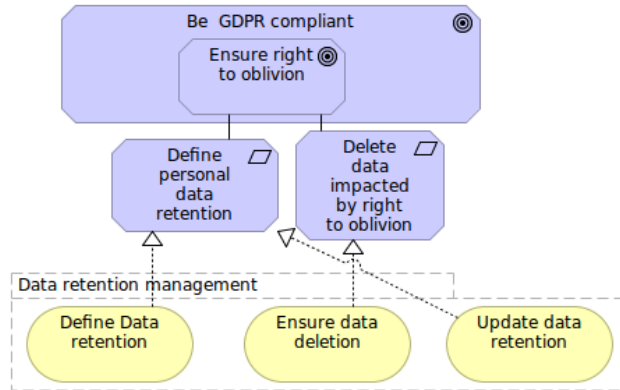 Be  GDPR compliant
Ensure right
to oblivion
Define
personal
data
retention
Delete
data
impacted
by right
to oblivion
Data retention management
Define Data
retention
Ensure data
deletion
Update data
retention